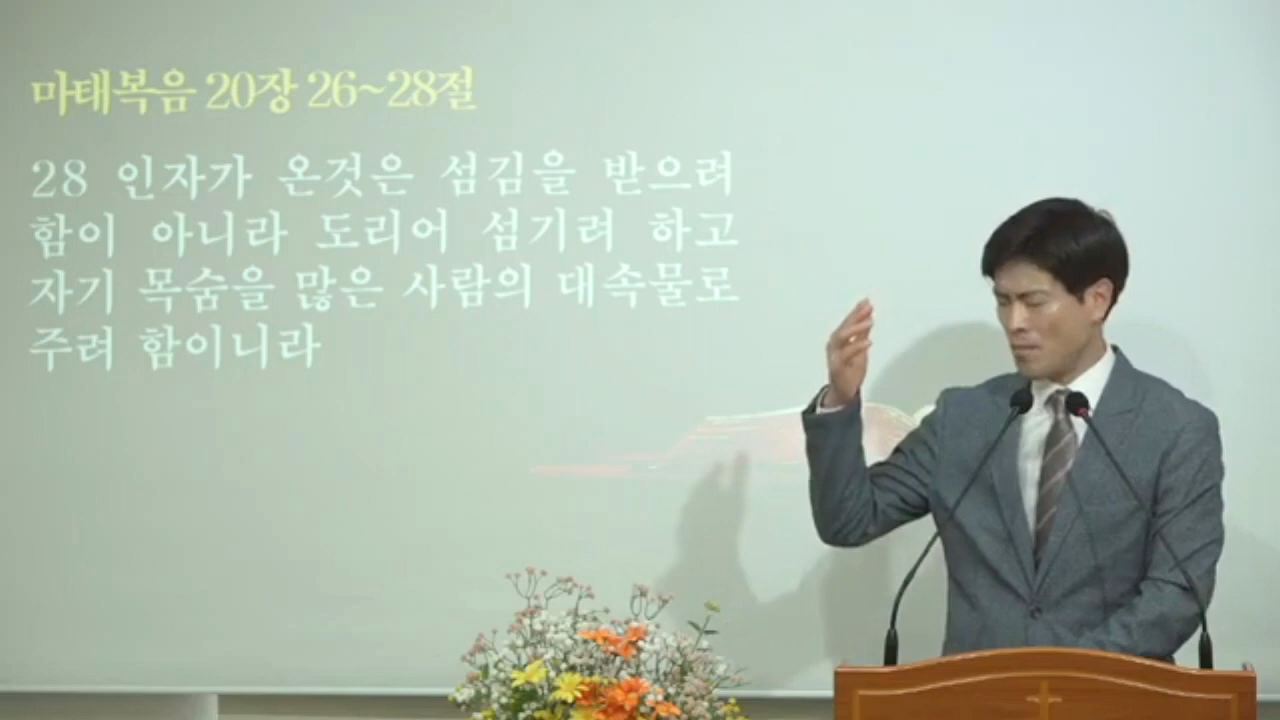 마태복음 20장 26~28절
28 인자가 온것은 섬김을 받으려
함이 아니라 도리어 섬기려 하고
자기 목숨을 많은 사람의 대속물로
주려 함이니라